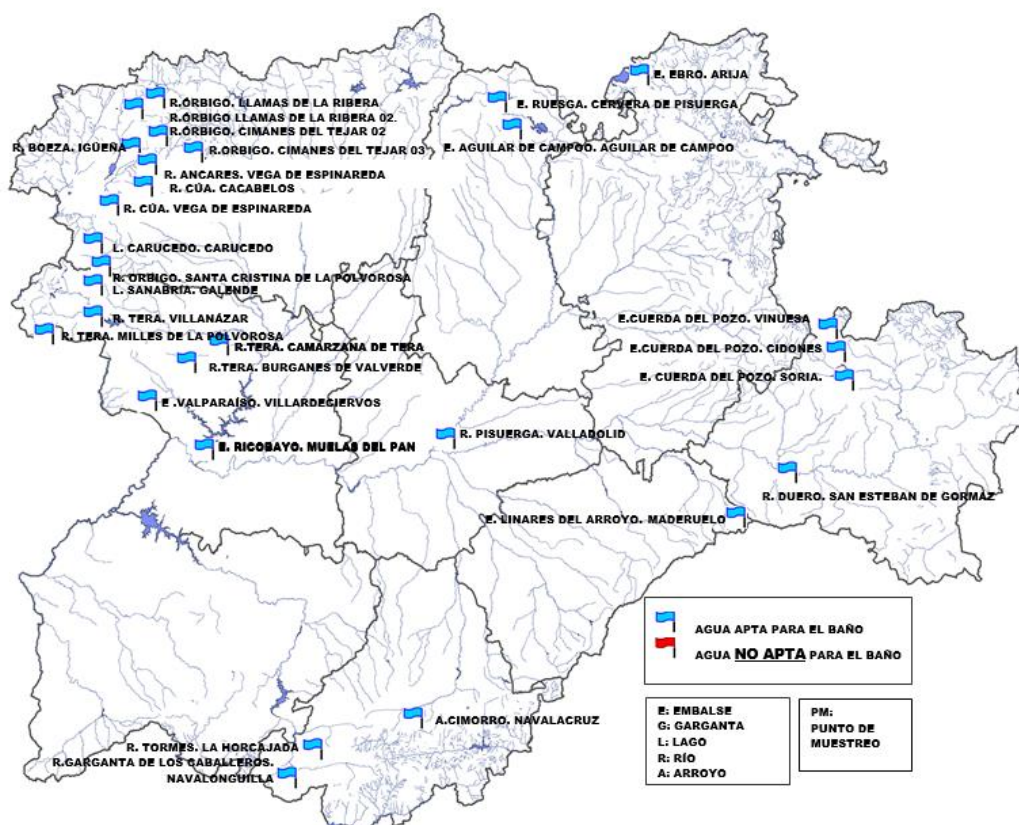 E. EBRO. ARIJA
R.ÓRBIGO. LLAMAS DE LA RIBERA
E. RUESGA. CERVERA DE PISUERGA
R.ÓRBIGO LLAMAS DE LA RIBERA 02.
R.ÓRBIGO. CIMANES DEL TEJAR 02
R. BOEZA. IGÜEÑA
R.ORBIGO. CIMANES DEL TEJAR 03
E. AGUILAR DE CAMPOO. AGUILAR DE CAMPOO
R. ANCARES. VEGA DE ESPINAREDA
R. CÚA. CACABELOS
R. CÚA. VEGA DE ESPINAREDA
L. CARUCEDO. CARUCEDO
R. ORBIGO. SANTA CRISTINA DE LA POLVOROSA
L. SANABRIA. GALENDE
R. TERA. VILLANÁZAR
E.CUERDA DEL POZO. VINUESA
R. TERA. MILLES DE LA POLVOROSA
R.TERA. CAMARZANA DE TERA
E.CUERDA DEL POZO. CIDONES
R.TERA. BURGANES DE VALVERDE
E. CUERDA DEL POZO. SORIA.
E .VALPARAÍSO. VILLARDECIERVOS
R. PISUERGA. VALLADOLID
E. RICOBAYO. MUELAS DEL PAN
R. DUERO. SAN ESTEBAN DE GORMAZ
E. LINARES DEL ARROYO. MADERUELO
AGUA APTA PARA EL BAÑO
AGUA NO APTA PARA EL BAÑO
E: EMBALSE
G: GARGANTA
L: LAGO
R: RÍO
A: ARROYO
PM:
PUNTO DE
MUESTREO
A.CIMORRO. NAVALACRUZ
R. TORMES. LA HORCAJADA
R.GARGANTA DE LOS CABALLEROS.
NAVALONGUILLA